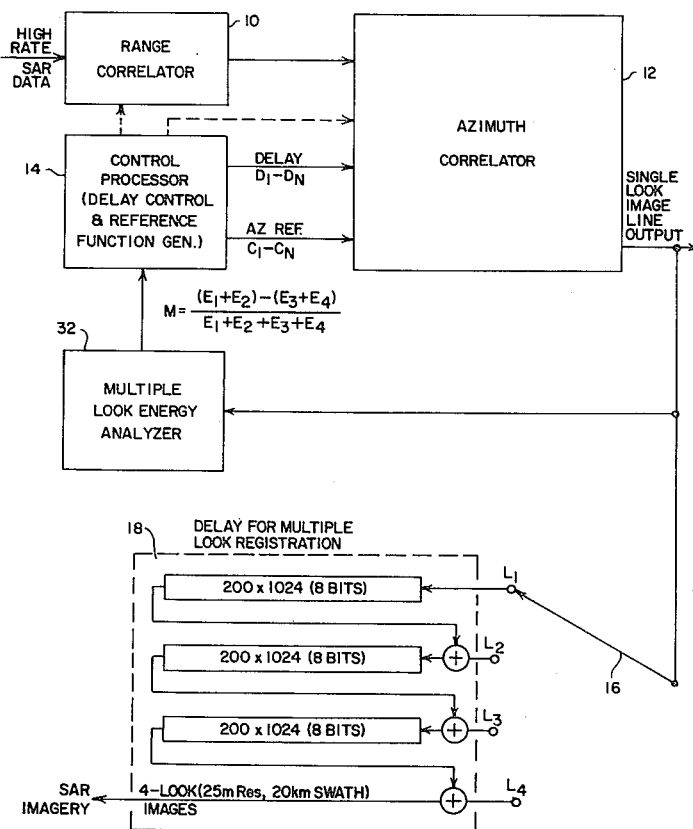 HIGH
RATE
SAR
DATA
10
RANGE
CORRELATOR
12
AZIMUTH
CORRELATOR
14
CONTROL
PROCESSOR
(DELAY CONTROL
& REFERENCE
FUNCTION GEN.)
DELAY
D1-DN
AZ REF.
C1-CN
SINGLE
LOOK
IMAGE
LINE
OUTPUT
M= (E1+E2)-(E3+E4)
E1+E2+E3+E4
32
MULTIPLE
LOOK ENERGY
ANALYZER
18
DELAY FOR MULTIPLE
LOOK REGISTRATION
200 x 1024 (8 BITS)
L1
200 x 1024 (8 BITS)
+
L2
16
200 x 1024 (8 BITS)
+
L3
SAR
IMAGERY
4-LOOK(25m Res, 20km SWATH)
IMAGES
+
L4